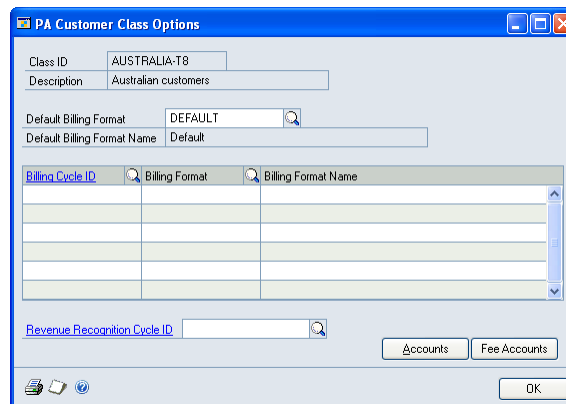 PA Customer Class Options
Class ID AUSTRALIA-T8
Description Australian customers
Default Billing Format DEFAULT
Default Billing Format Name Default
Billing Cycle ID Billing Format Billing Format Name
Revenue Recognition Cycle ID
Accounts Fee Accounts
OK